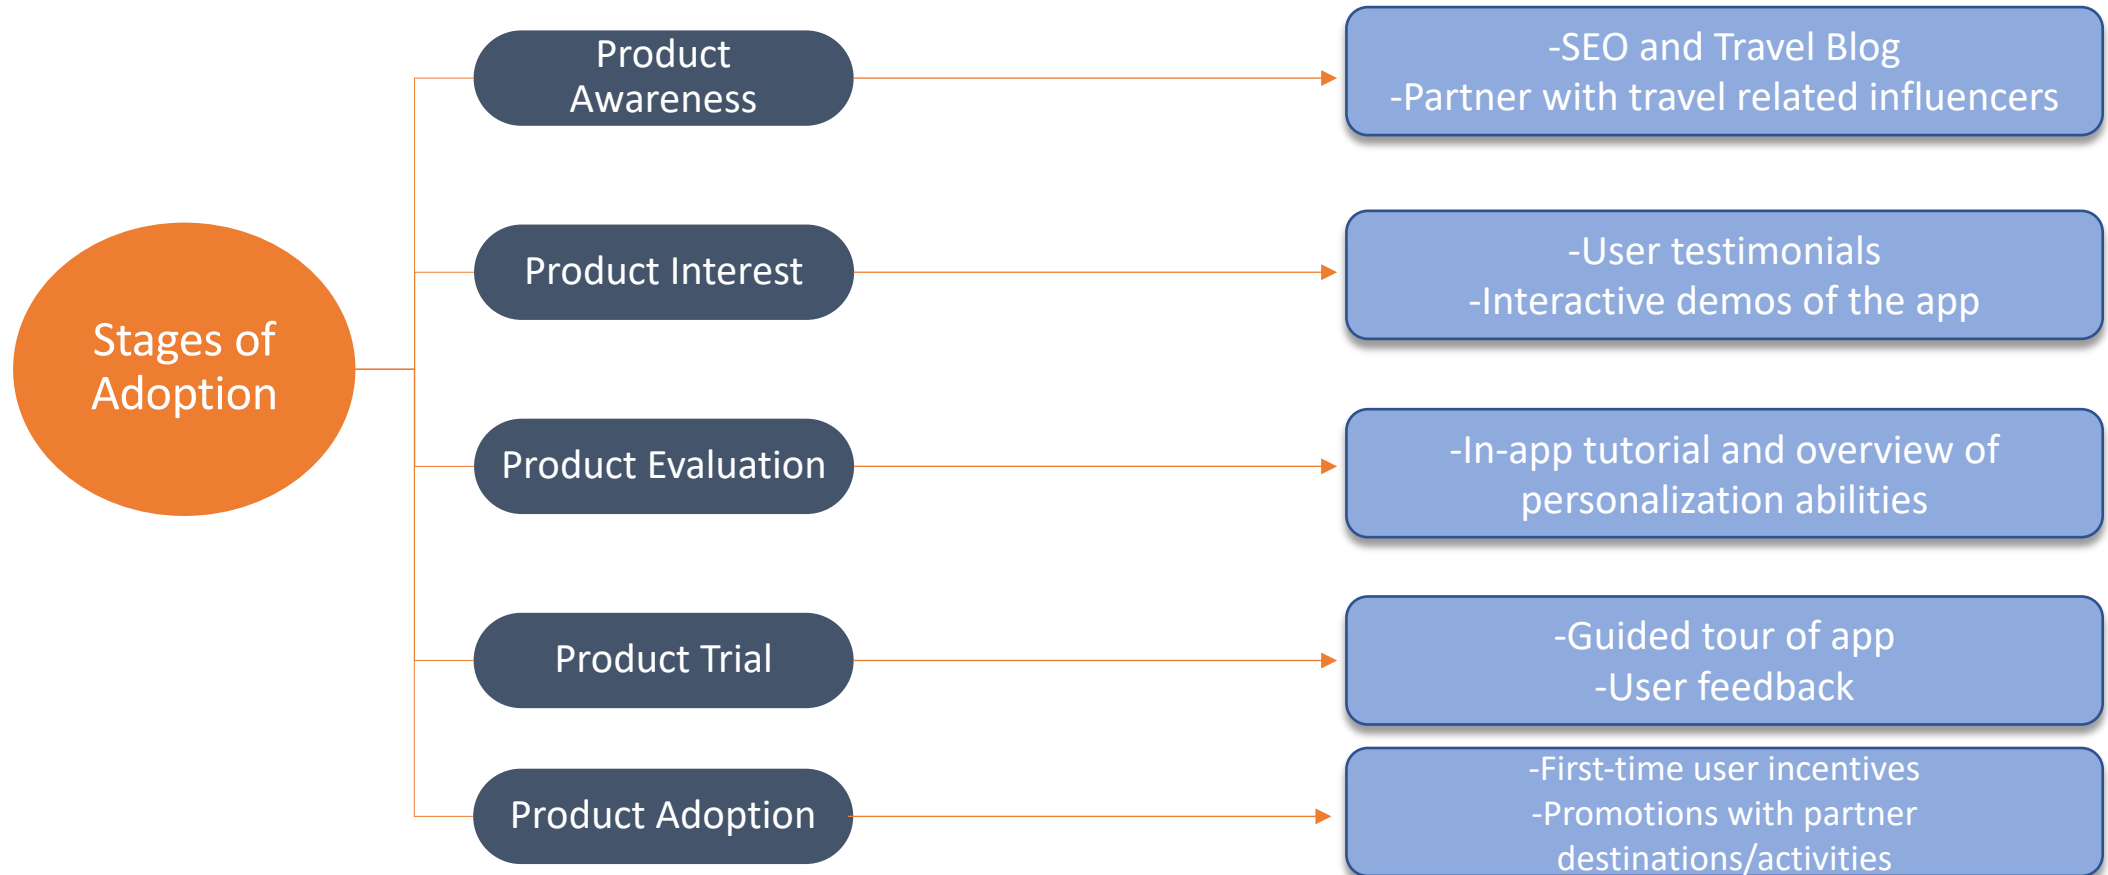 Stages of
Adoption
Product
Awareness
-SEO and Travel Blog
-Partner with travel related influencers
Product Interest
-User testimonials
-Interactive demos of the app
Product Evaluation
-In-app tutorial and overview of
personalization abilities
Product Trial
-Guided tour of app
-User feedback
Product Adoption
-First-time user incentives
-Promotions with partner
destinations/activities